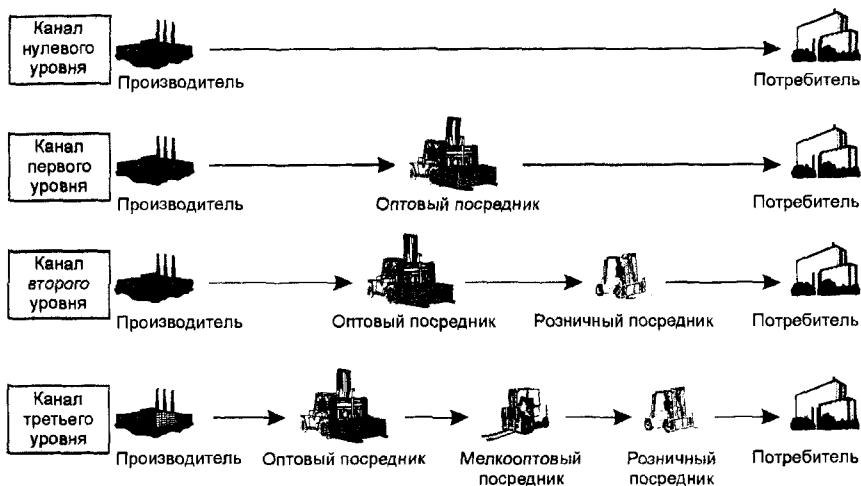 Канал
нулевого
уровня
Производитель
Потребитель
Канал
первого
уровня
Производитель
Оптовый посредник
Потребитель
Канал
второго
уровня
Производитель
Оптовый посредник
Розничный посредник
Потребитель
Канал
третьего
уровня
Производитель
Оптовый посредник
Мелкооптовый
посредник
Розничный
посредник
Потребитель